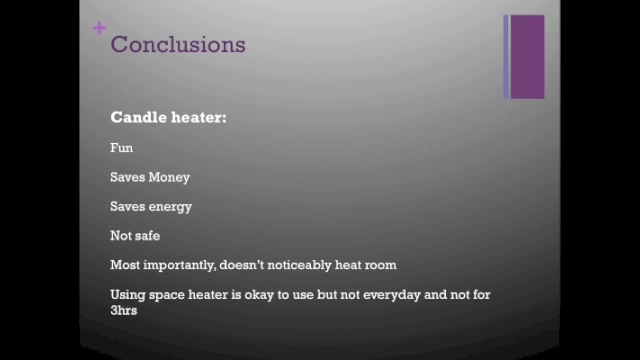 +
Conclusions
Candle heater:
Fun
Saves Money
Saves energy
Not safe
Most importantly, doesn't noticeably heat room
Using space heater is okay to use but not everyday and not for
3hrs